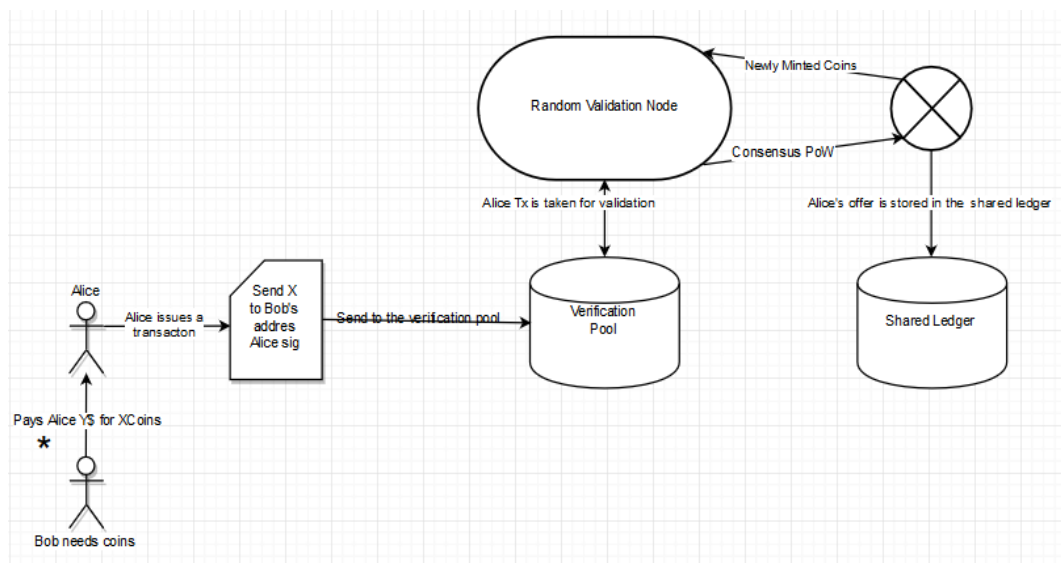 Newly Minted Coins
Random Validation Node
Consensus PoW
Alice Tx is taken for validation
Alice's offer is stored in the shared ledger
Alice
Alice issues a
transacton
Send X
to Bob's
addres
Alice sig
Send to the verification pool
Verification
Pool
Shared Ledger
Pays Alice Y$ for XCoins
*
Bob needs coins